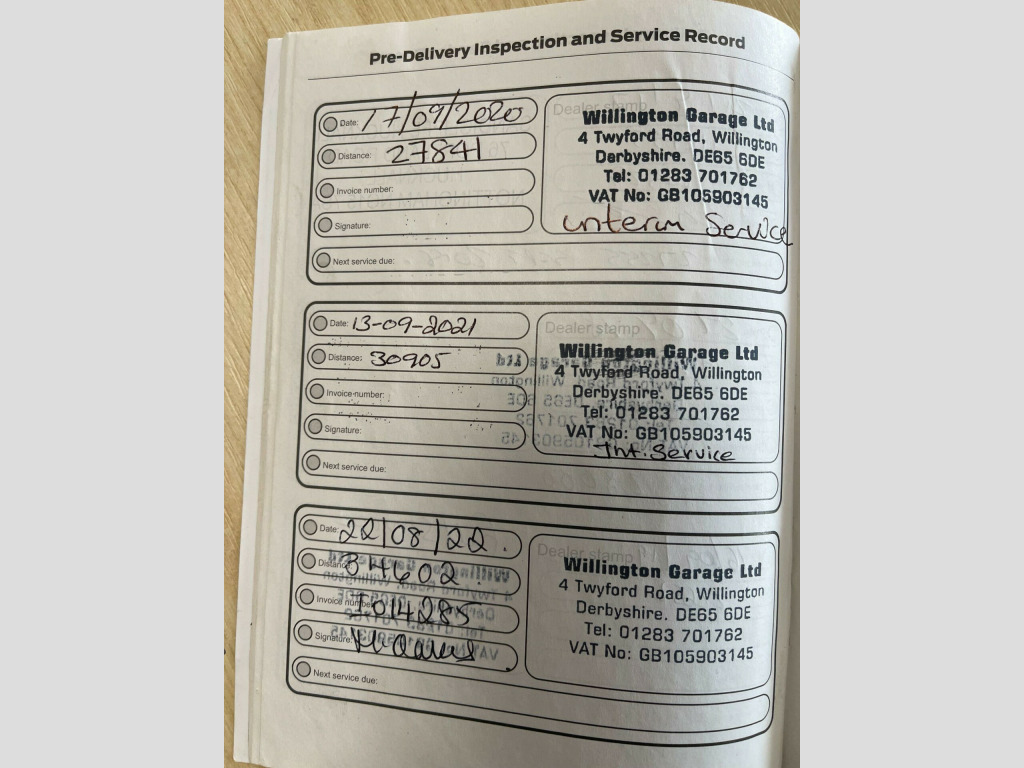 Pre-Delivery Inspection and Service Record
Date: 17/09/2020
Distance: 27841
Invoice number:
Signature:
Next service due:
Dealer stamp
Willington Garage Ltd
4 Twyford Road, Willington
Derbyshire. DE65 6DE
Tel: 01283 701762
VAT No: GB105903145
interim Service
Date: 13-09-2021
Distance: 30905
Invoice number:
Signature:
Next service due:
Dealer stamp
Willington Garage Ltd
4 Twyford Road, Willington
Derbyshire. DE65 6DE
Tel: 01283 701762
VAT No: GB105903145
Int. Service
Date: 22/08/22.
Distance: 34602.
Invoice number: I014285
Signature:
Next service due:
Dealer stamp
Willington Garage Ltd
4 Twyford Road, Willington
Derbyshire. DE65 6DE
Tel: 01283 701762
VAT No: GB105903145